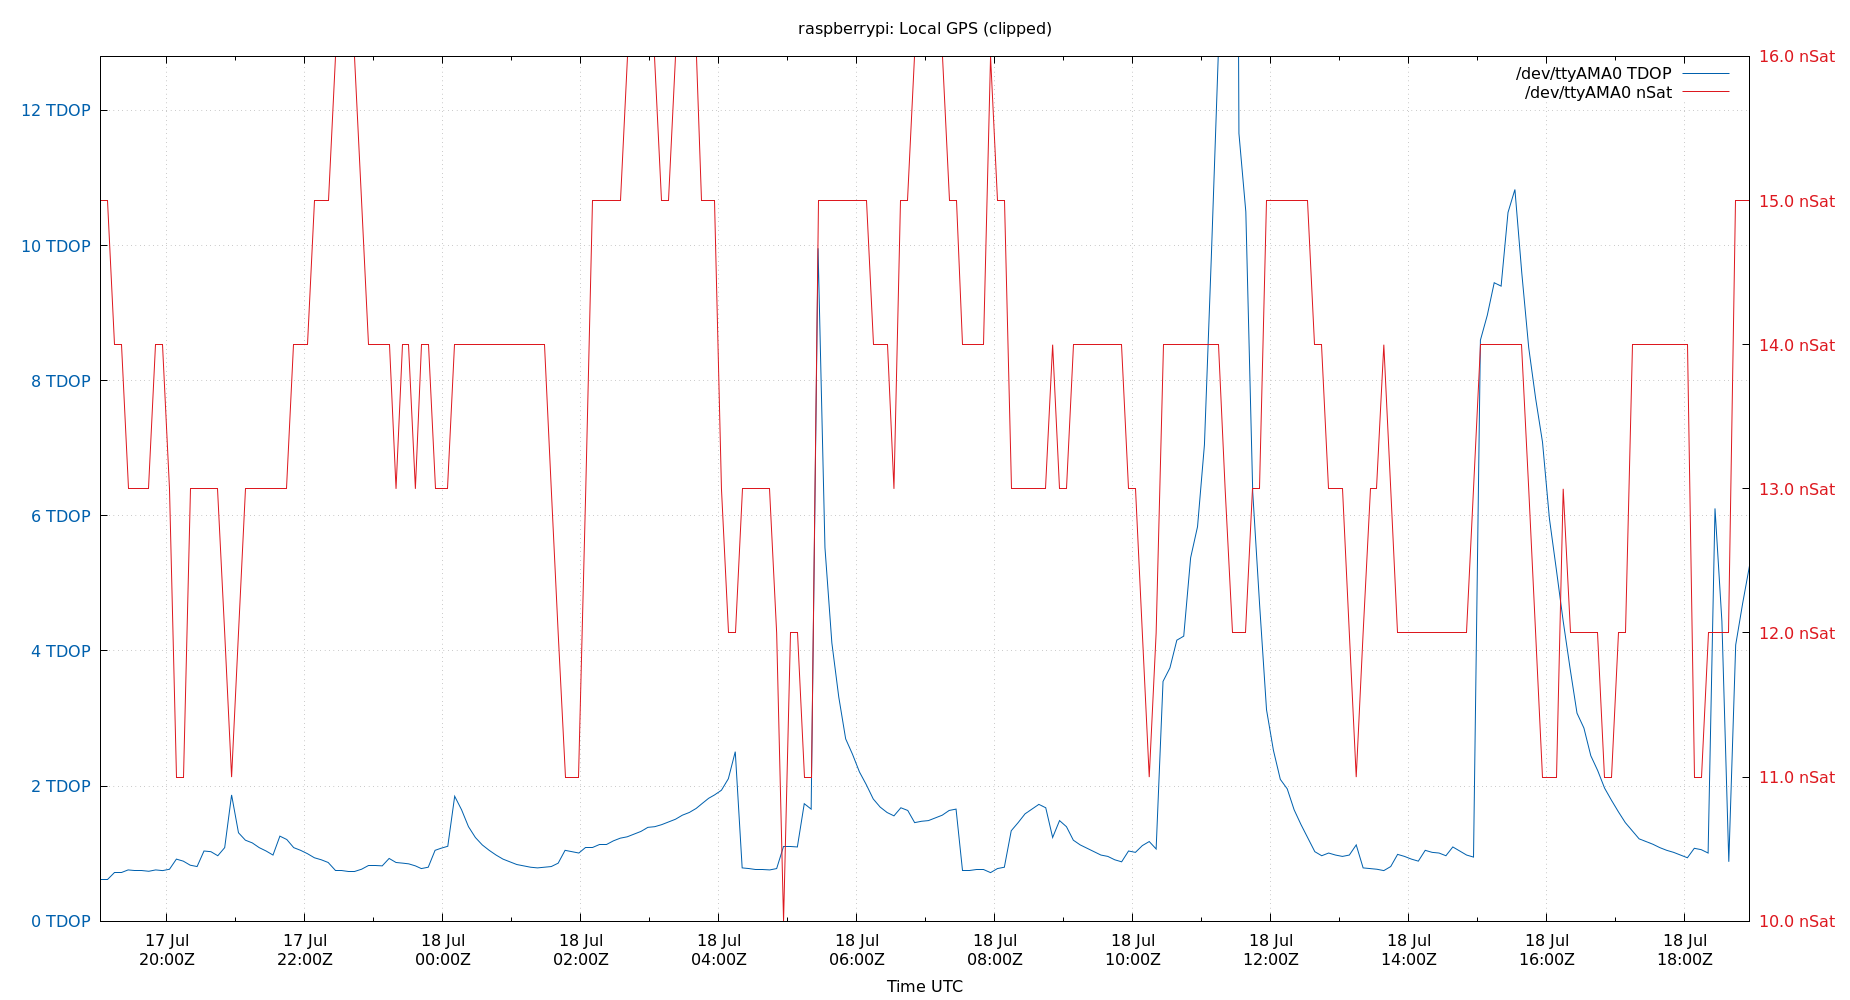 raspberrypi: Local GPS (clipped)
/dev/ttyAMA0 TDOP
/dev/ttyAMA0 nSat
12 TDOP
10 TDOP
8 TDOP
6 TDOP
4 TDOP
2 TDOP
0 TDOP
16.0 nSat
15.0 nSat
14.0 nSat
13.0 nSat
12.0 nSat
11.0 nSat
10.0 nSat
17 Jul
20:00Z
17 Jul
22:00Z
18 Jul
00:00Z
18 Jul
02:00Z
18 Jul
04:00Z
18 Jul
06:00Z
18 Jul
08:00Z
18 Jul
10:00Z
18 Jul
12:00Z
18 Jul
14:00Z
18 Jul
16:00Z
18 Jul
18:00Z
Time UTC